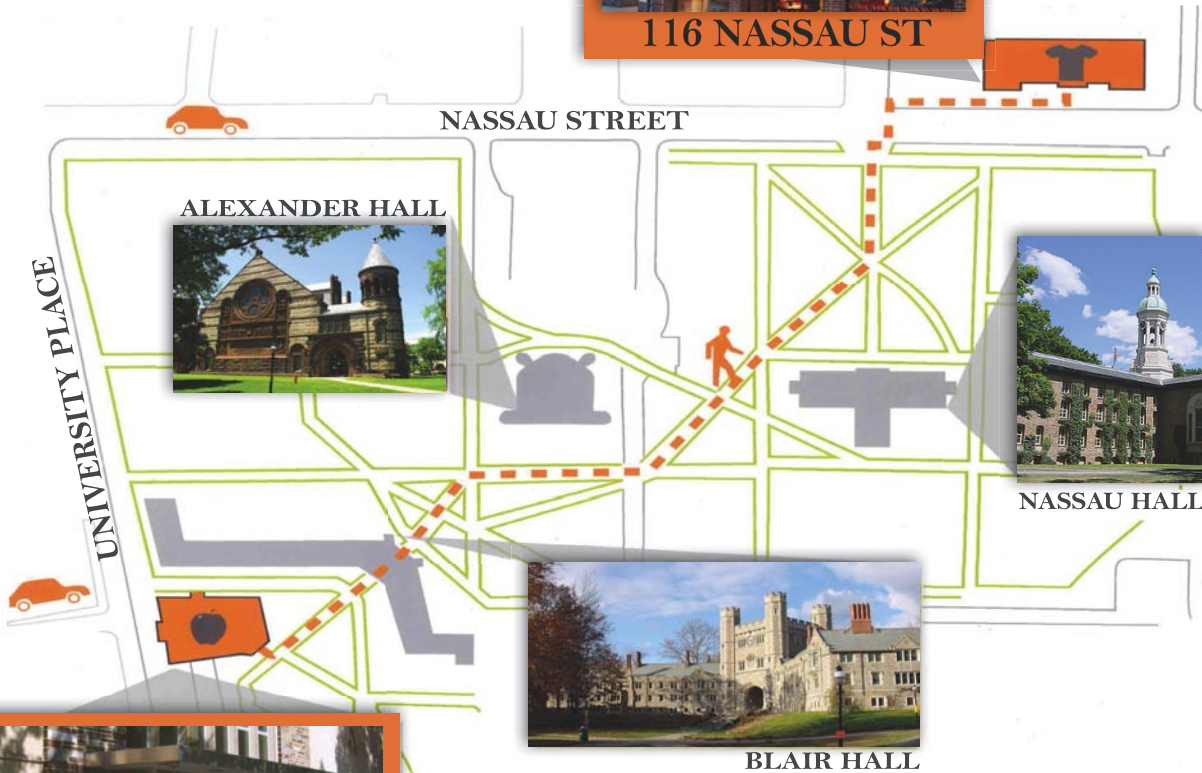 116 NASSAU ST
NASSAU STREET
ALEXANDER HALL
UNIVERSITY PLACE
NASSAU HALL
BLAIR HALL